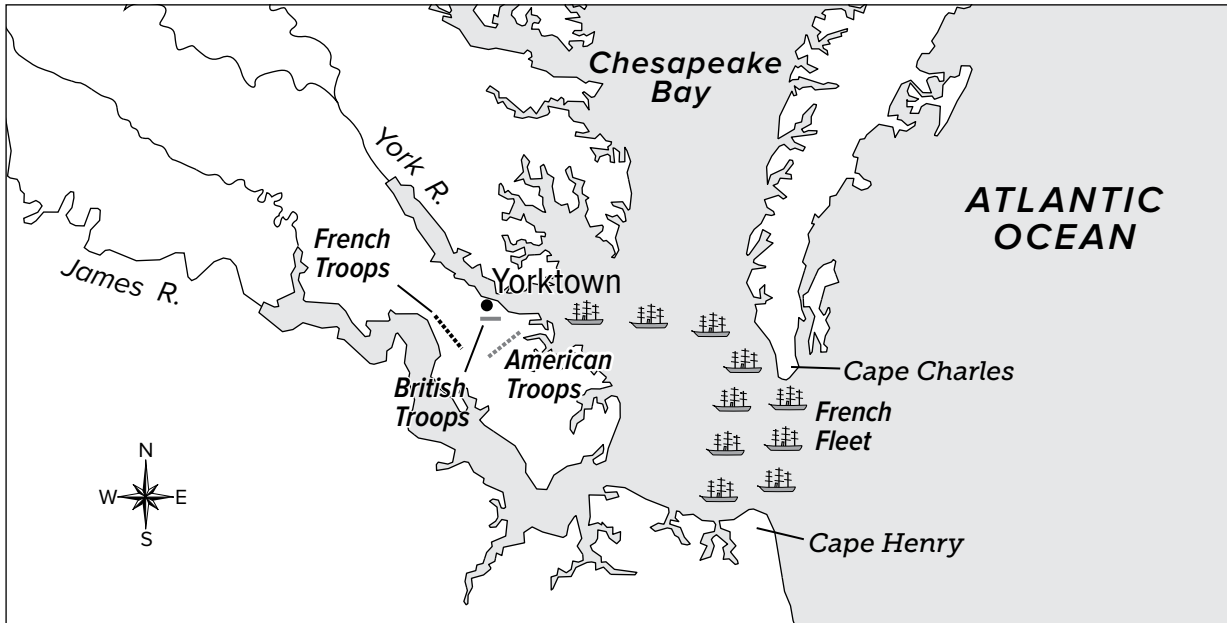 Chesapeake
Bay
York R.
ATLANTIC
OCEAN
French
Troops
James R.
Yorktown
American
Troops
British
Troops
Cape Charles
French
Fleet
N
W E
S
Cape Henry